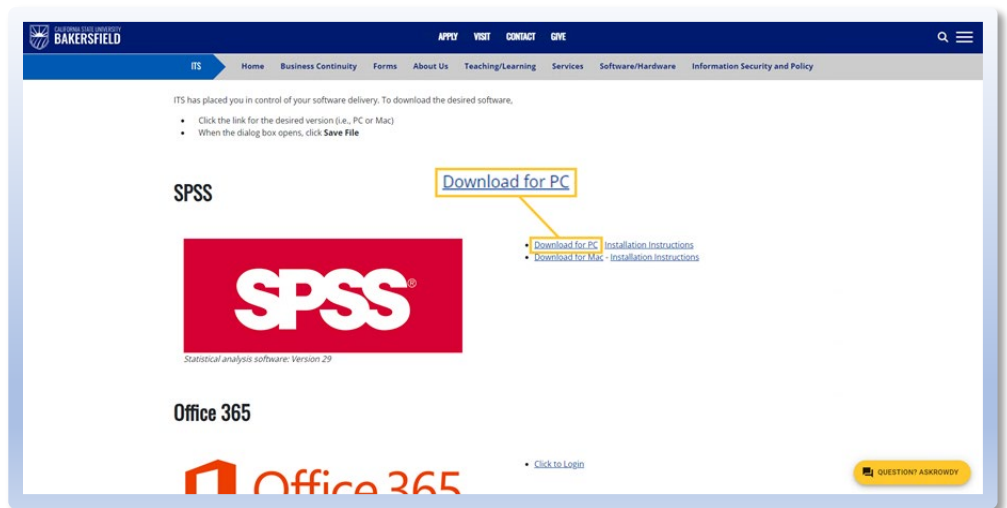 CALIFORNIA STATE UNIVERSITY
BAKERSFIELD
APPLY VISIT CONTACT GIVE
ITS Home Business Continuity Forms About Us Teaching/Learning Services Software/Hardware Information Security and Policy
ITS has placed you in control of your software delivery. To download the desired software,
• Click the link for the desired version (i.e., PC or Mac)
• When the dialog box opens, click Save File
Download for PC
SPSS
• Download for PC Installation Instructions
• Download for Mac - Installation Instructions
SPSS®
Statistical analysis software: Version 29
Office 365
• Click to Login
Office 365
QUESTION? ASKROWDY